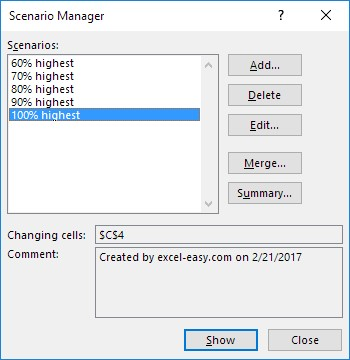 Scenario Manager ? ×
Scenarios:
60% highest
70% highest
80% highest
90% highest
100% highest
Add...
Delete
Edit...
Merge...
Summary...
Changing cells: $C$4
Comment: Created by excel-easy.com on 2/21/2017
Show Close